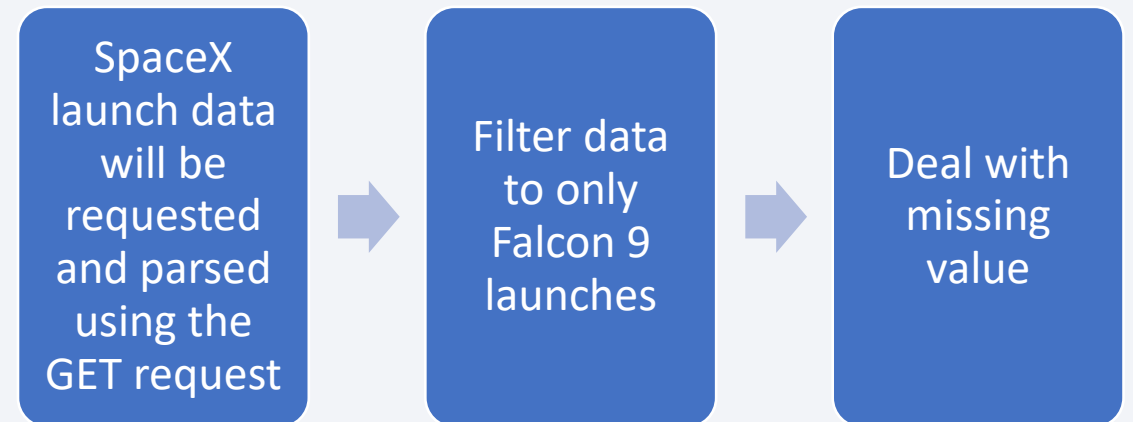 SpaceX
launch data
will be
requested
and parsed
using the
GET request
Filter data
to only
Falcon 9
launches
Deal with
missing
value